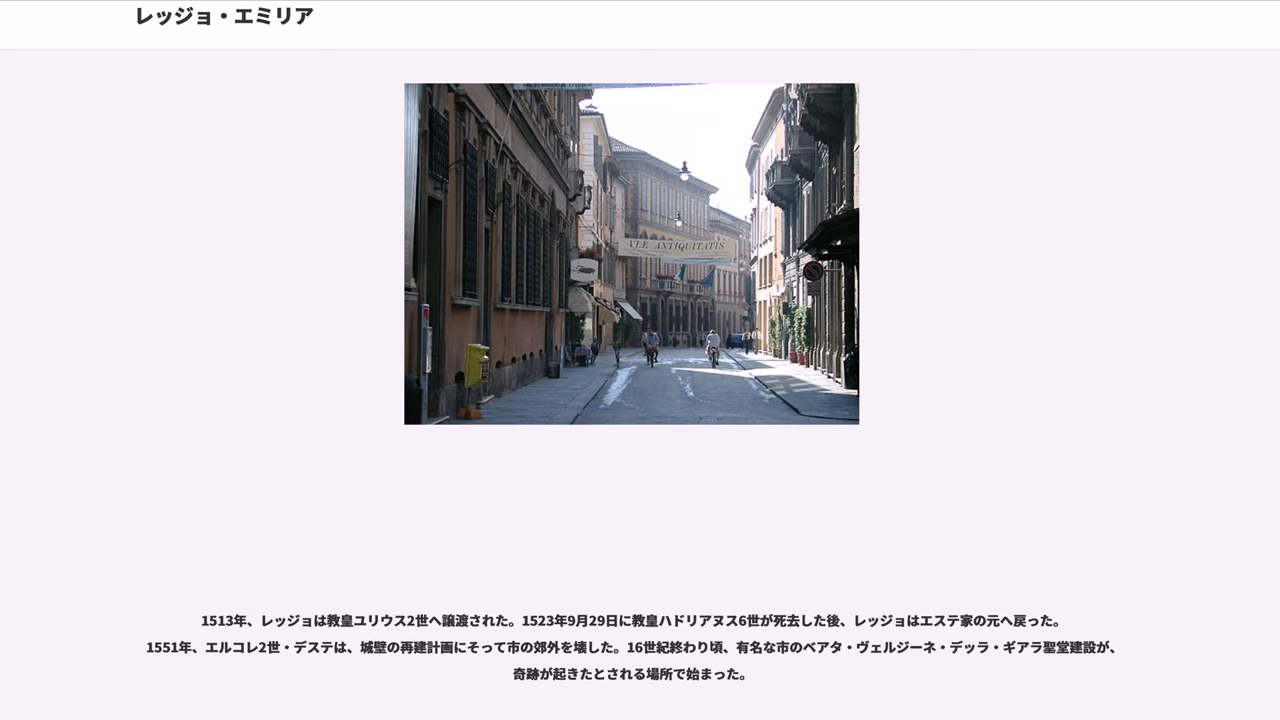 レッジョ・エミリア
VLE ANTIQUITATIS
1513年、レッジョは教皇ユリウス2世へ譲渡された。1523年9月29日に教皇ハドリアヌス6世が死去した後、レッジョはエステ家の元へ戻った。
1551年、エルコレ2世・デステは、城壁の再建計画にそって市の郊外を壊した。16世紀終わり頃、有名な市のベアタ・ヴェルジーネ・デッラ・ギアラ聖堂建設が、
奇跡が起きたとされる場所で始まった。